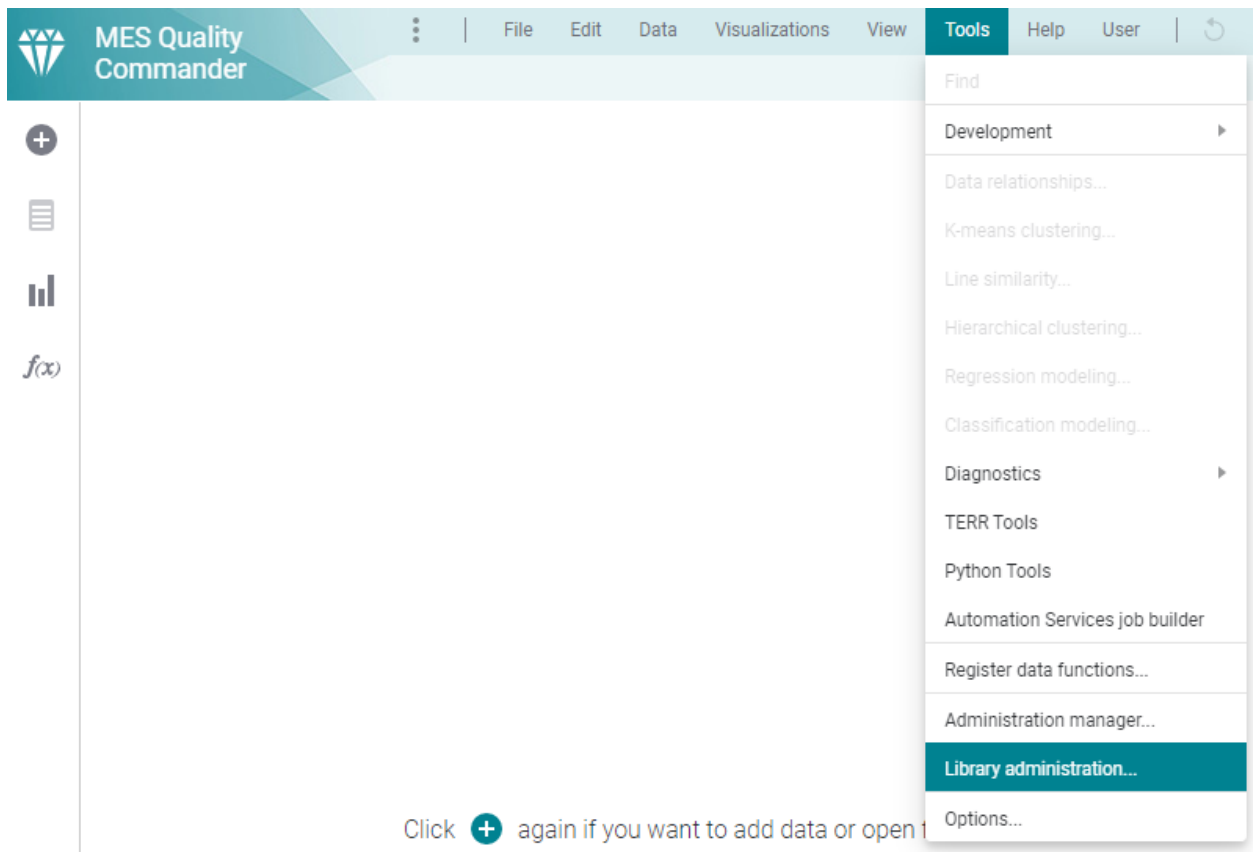 MES Quality
Commander
File Edit Data Visualizations View Tools Help User
Find
Development
Data relationships...
K-means clustering...
Line similarity...
Hierarchical clustering...
Regression modeling...
Classification modeling...
Diagnostics
TERR Tools
Python Tools
Automation Services job builder
Register data functions...
Administration manager...
Library administration...
Options...
f(x)
Click + again if you want to add data or open